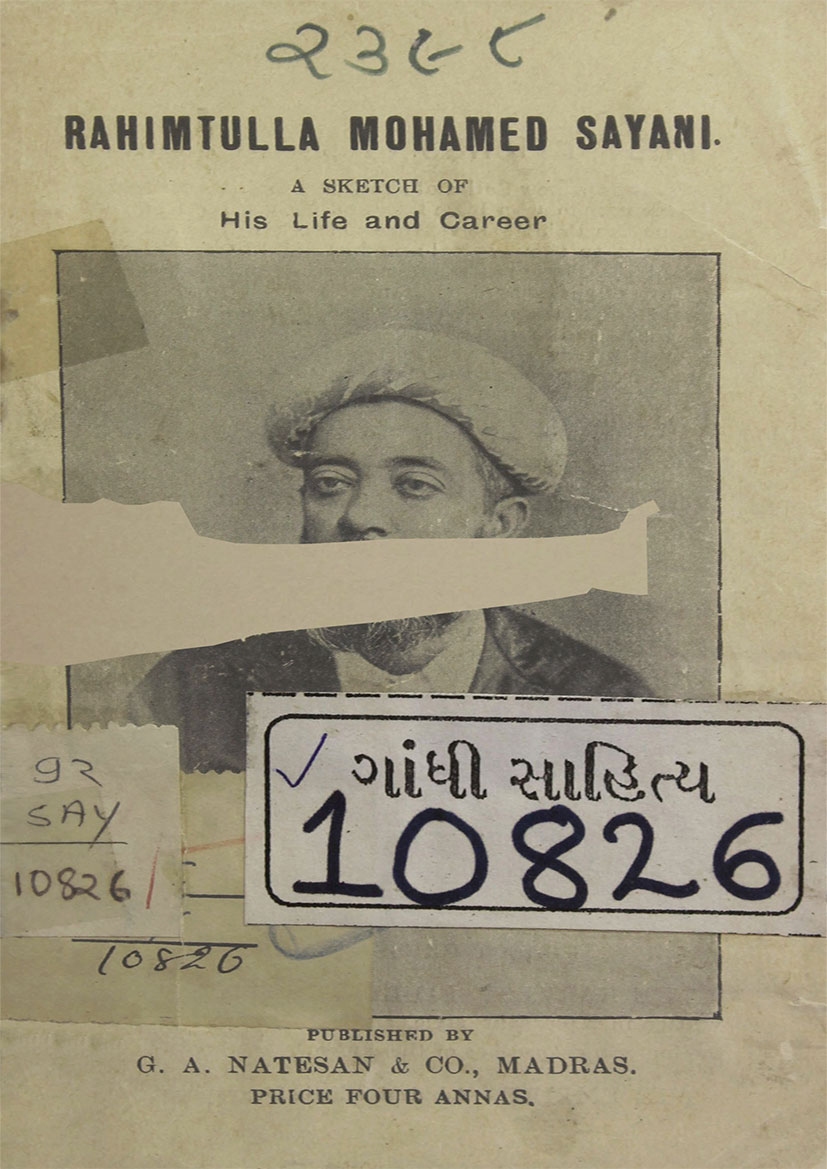 ૨૩૯૮
RAHIMTULLA MOHAMED SAYANI.
A SKETCH OF
His Life and Career
ગાંધી સાહિત્ય
10826
92
SAY
10826
10826
PUBLISHED BY
G. A. NATESAN & CO., MADRAS.
PRICE FOUR ANNAS.